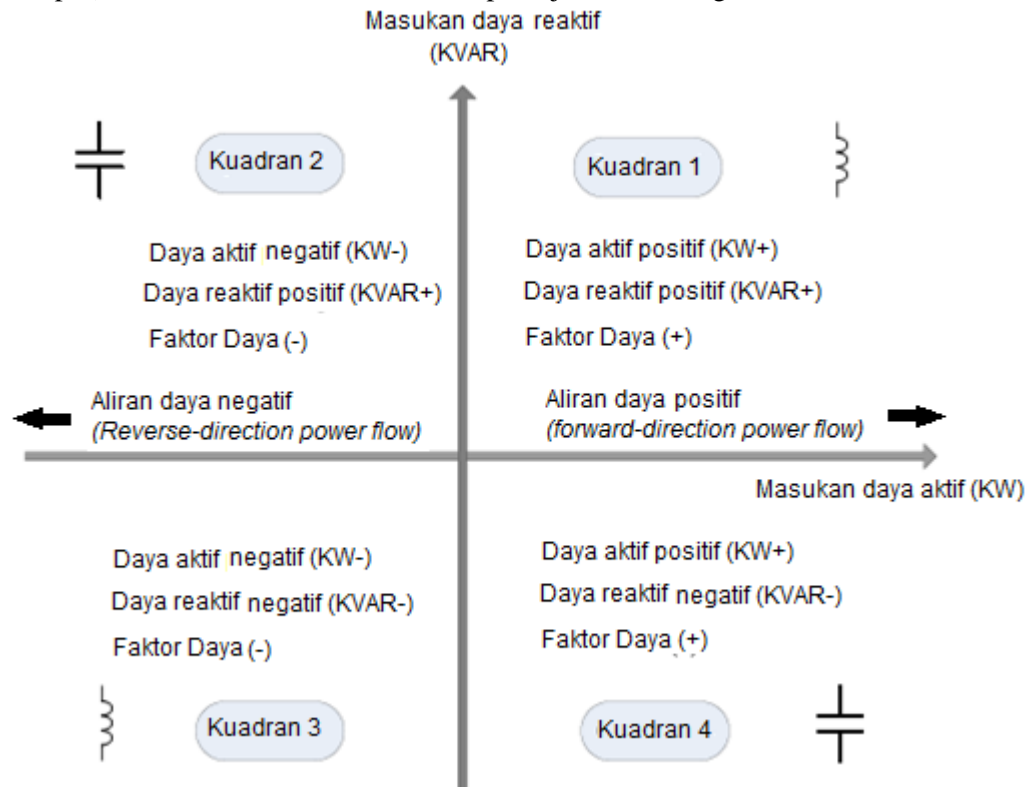 Masukan daya reaktif
(KVAR)
Kuadran 2
Kuadran 1
Daya aktif negatif (KW-)
Daya reaktif positif (KVAR+)
Faktor Daya (-)
Daya aktif positif (KW+)
Daya reaktif positif (KVAR+)
Faktor Daya (+)
Aliran daya negatif
(Reverse-direction power flow)
Aliran daya positif
(forward-direction power flow)
Masukan daya aktif (KW)
Daya aktif negatif (KW-)
Daya reaktif negatif (KVAR-)
Faktor Daya (-)
Daya aktif positif (KW+)
Daya reaktif negatif (KVAR-)
Faktor Daya (+)
Kuadran 3
Kuadran 4